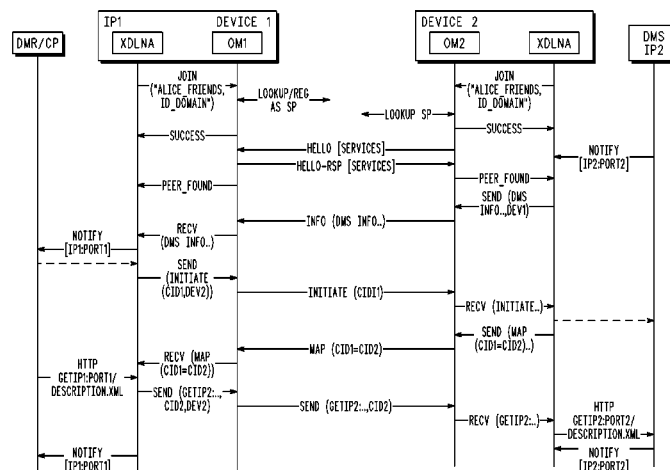 IP1 DEVICE 1
DEVICE 2
DMR/CP
XDLNA
OM1
OM2
XDLNA
DMS
IP2
JOIN
("ALICE_FRIENDS,
ID_DOMAIN")
JOIN
("ALICE_FRIENDS,
ID_DOMAIN")
LOOKUP/REG
AS SP
LOOKUP SP
SUCCESS
SUCCESS
HELLO [SERVICES]
NOTIFY
[IP2:PORT2]
HELLO-RSP [SERVICES]
PEER_FOUND
PEER_FOUND
SEND (DMS
INFO..,DEV1)
INFO (DMS INFO..)
RECV
(DMS INFO..)
NOTIFY
[IP1:PORT1]
SEND
(INITIATE
(CID1,DEV2))
INITIATE (CIDI1)
RECV (INITIATE..)
SEND (MAP
(CID1=CID2)..)
MAP (CID1=CID2)
RECV (MAP
(CID1=CID2))
HTTP
GETIP1:PORT1/
DESCRIPTION.XML
SEND (GETIP2:..,
CID2,DEV2)
SEND (GETIP2:..,CID2)
RECV (GETIP2:..)
HTTP
GETIP2:PORT2/
DESCRIPTION.XML
NOTIFY
[IP1:PORT1]
NOTIFY
[IP2:PORT2]